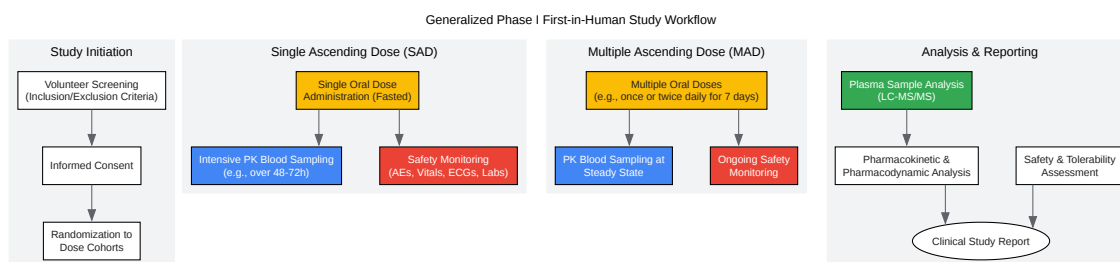 Generalized Phase I First-in-Human Study Workflow
Study Initiation
Volunteer Screening
(Inclusion/Exclusion Criteria)
Informed Consent
Randomization to
Dose Cohorts
Single Ascending Dose (SAD)
Single Oral Dose
Administration (Fasted)
Intensive PK Blood Sampling
(e.g., over 48-72h)
Safety Monitoring
(AEs, Vitals, ECGs, Labs)
Multiple Ascending Dose (MAD)
Multiple Oral Doses
(e.g., once or twice daily for 7 days)
PK Blood Sampling at
Steady State
Ongoing Safety
Monitoring
Analysis & Reporting
Plasma Sample Analysis
(LC-MS/MS)
Pharmacokinetic &
Pharmacodynamic Analysis
Safety & Tolerability
Assessment
Clinical Study Report